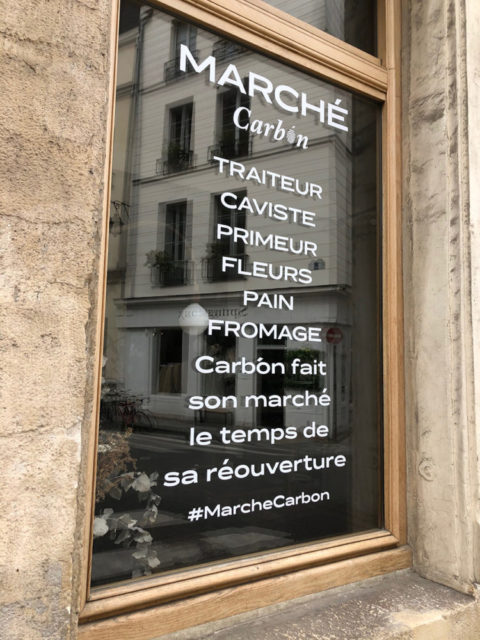 MARCHÉ
Carbón
TRAITEUR
CAVISTE
PRIMEUR
FLEURS
PAIN
FROMAGE
Carbón fait
son marché
le temps de
sa réouverture
#MarcheCarbon